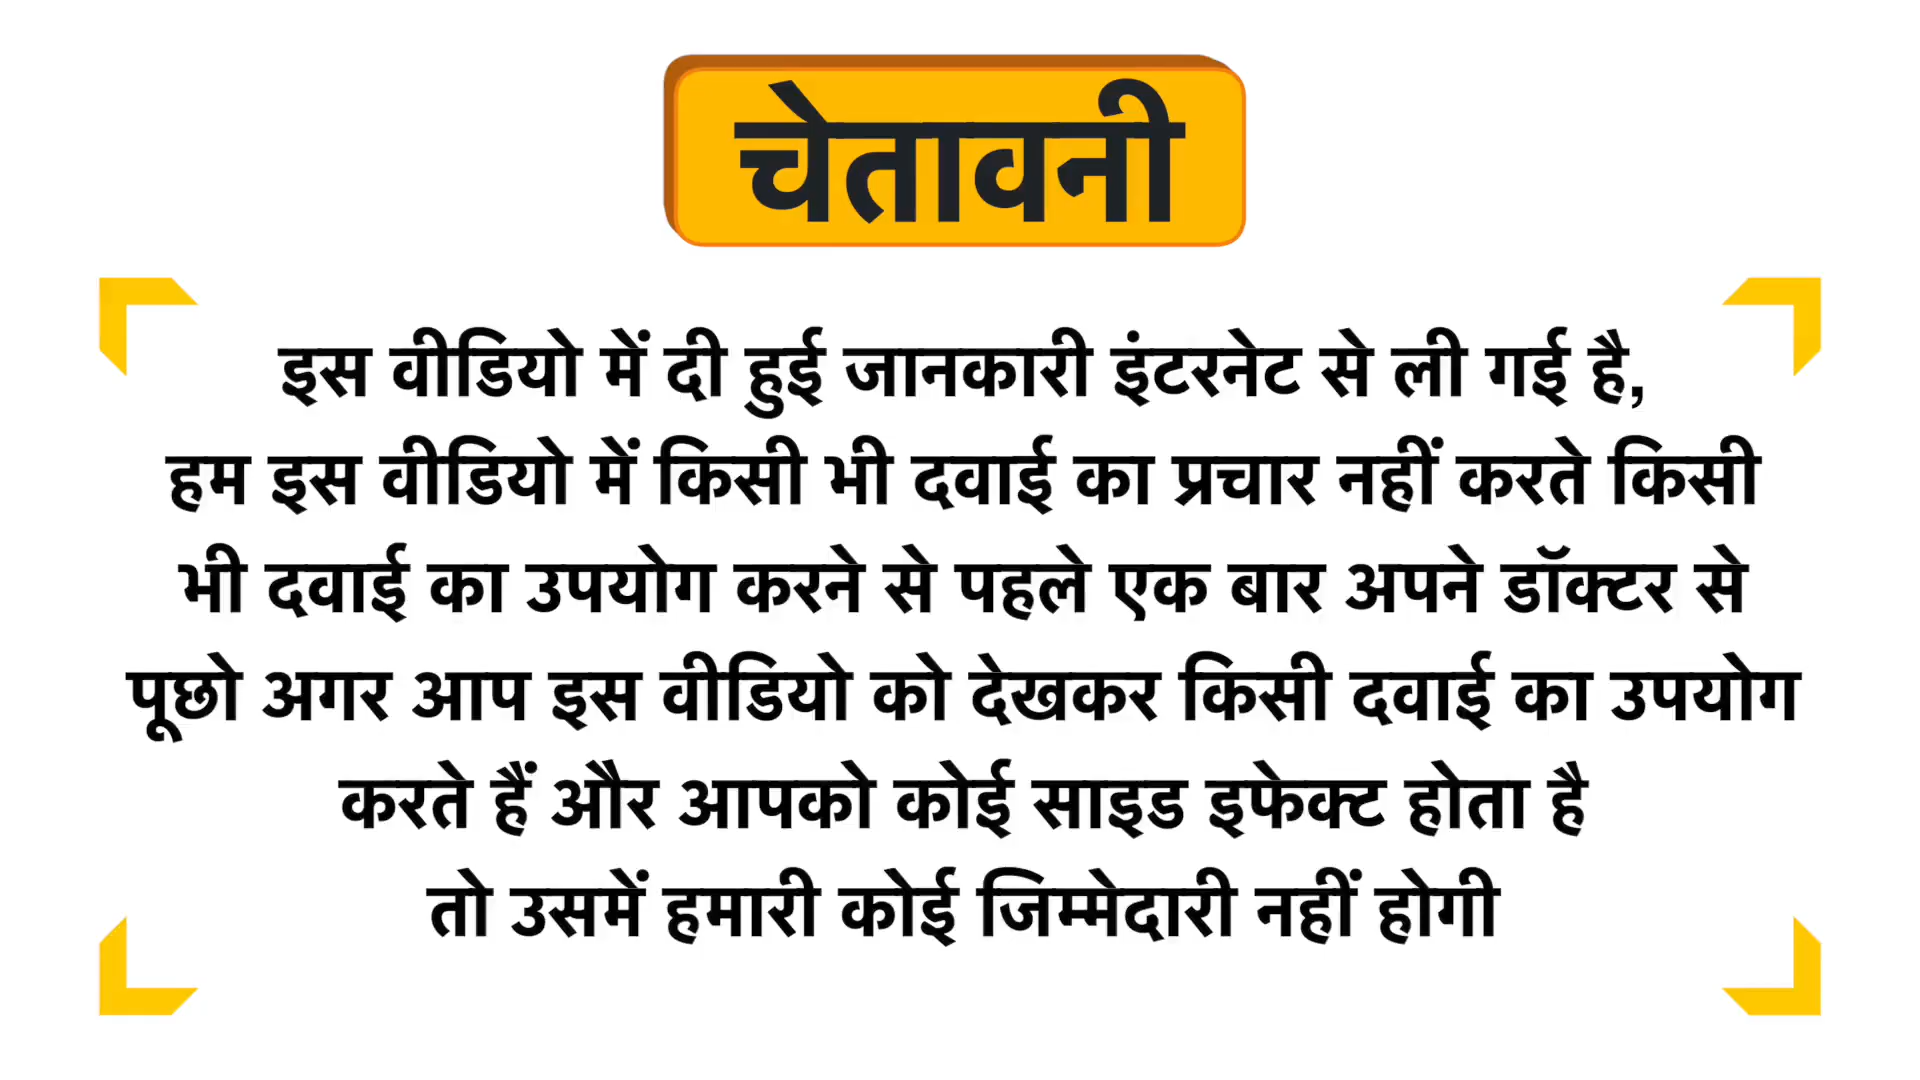 चेतावनी
इस वीडियो में दी हुई जानकारी इंटरनेट से ली गई है,
हम इस वीडियो में किसी भी दवाई का प्रचार नहीं करते किसी
भी दवाई का उपयोग करने से पहले एक बार अपने डॉक्टर से
पूछो अगर आप इस वीडियो को देखकर किसी दवाई का उपयोग
करते हैं और आपको कोई साइड इफेक्ट होता है
तो उसमें हमारी कोई जिम्मेदारी नहीं होगी